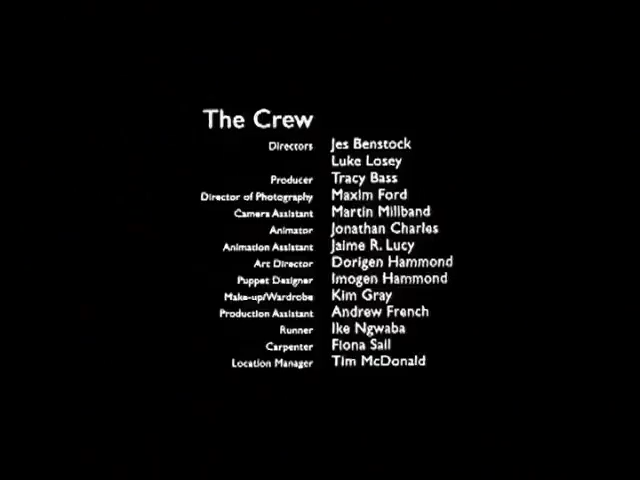 The Crew
Directors Jes Benstock
Luke Losey
Producer Tracy Bass
Director of Photography Maxim Ford
Camera Assistant Martin Miliband
Animator Jonathan Charles
Animation Assistant Jaime R. Lucy
Art Director Dorigen Hammond
Puppet Designer Imogen Hammond
Make-up/Wardrobe Kim Gray
Production Assistant Andrew French
Runner Ike Ngwaba
Carpenter Fiona Sail
Location Manager Tim McDonald